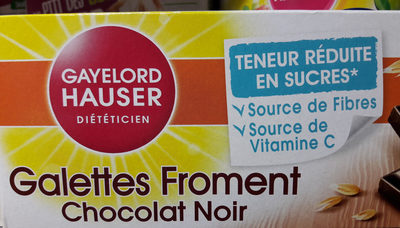 GAYELORD
HAUSER
DIÉTÉTICIEN
TENEUR RÉDUITE
EN SUCRES*
Source de Fibres
Source de
Vitamine C
Galettes Froment
Chocolat Noir